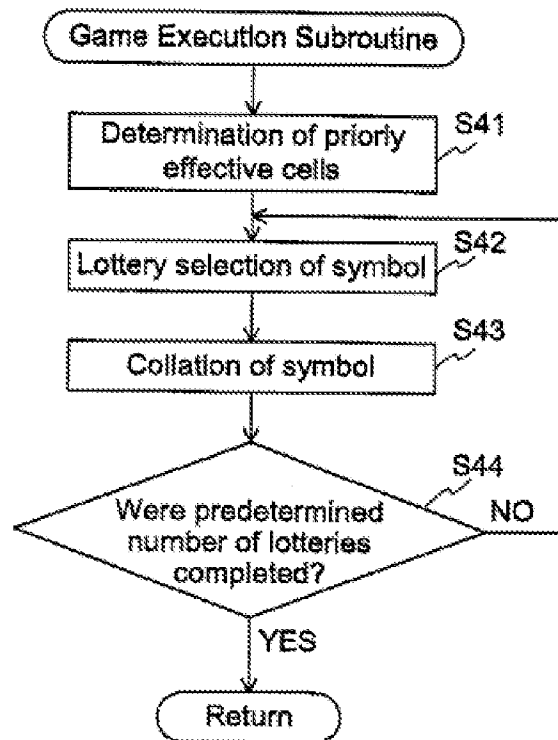 Game Execution Subroutine
Determination of priorly
effective cells
S41
Lottery selection of symbol
S42
Collation of symbol
S43
Were predetermined
number of lotteries
completed?
S44
NO
YES
Return